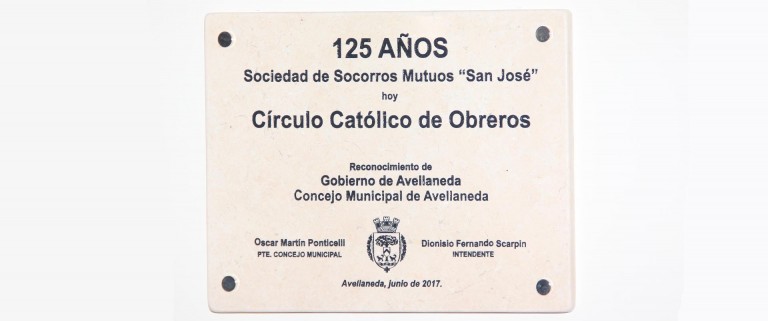 125 AÑOS
Sociedad de Socorros Mutuos “San José”
hoy
Círculo Católico de Obreros
Reconocimiento de
Gobierno de Avellaneda
Concejo Municipal de Avellaneda
Oscar Martín Ponticelli
PTE. CONCEJO MUNICIPAL
Dionisio Fernando Scarpin
INTENDENTE
Avellaneda, junio de 2017.